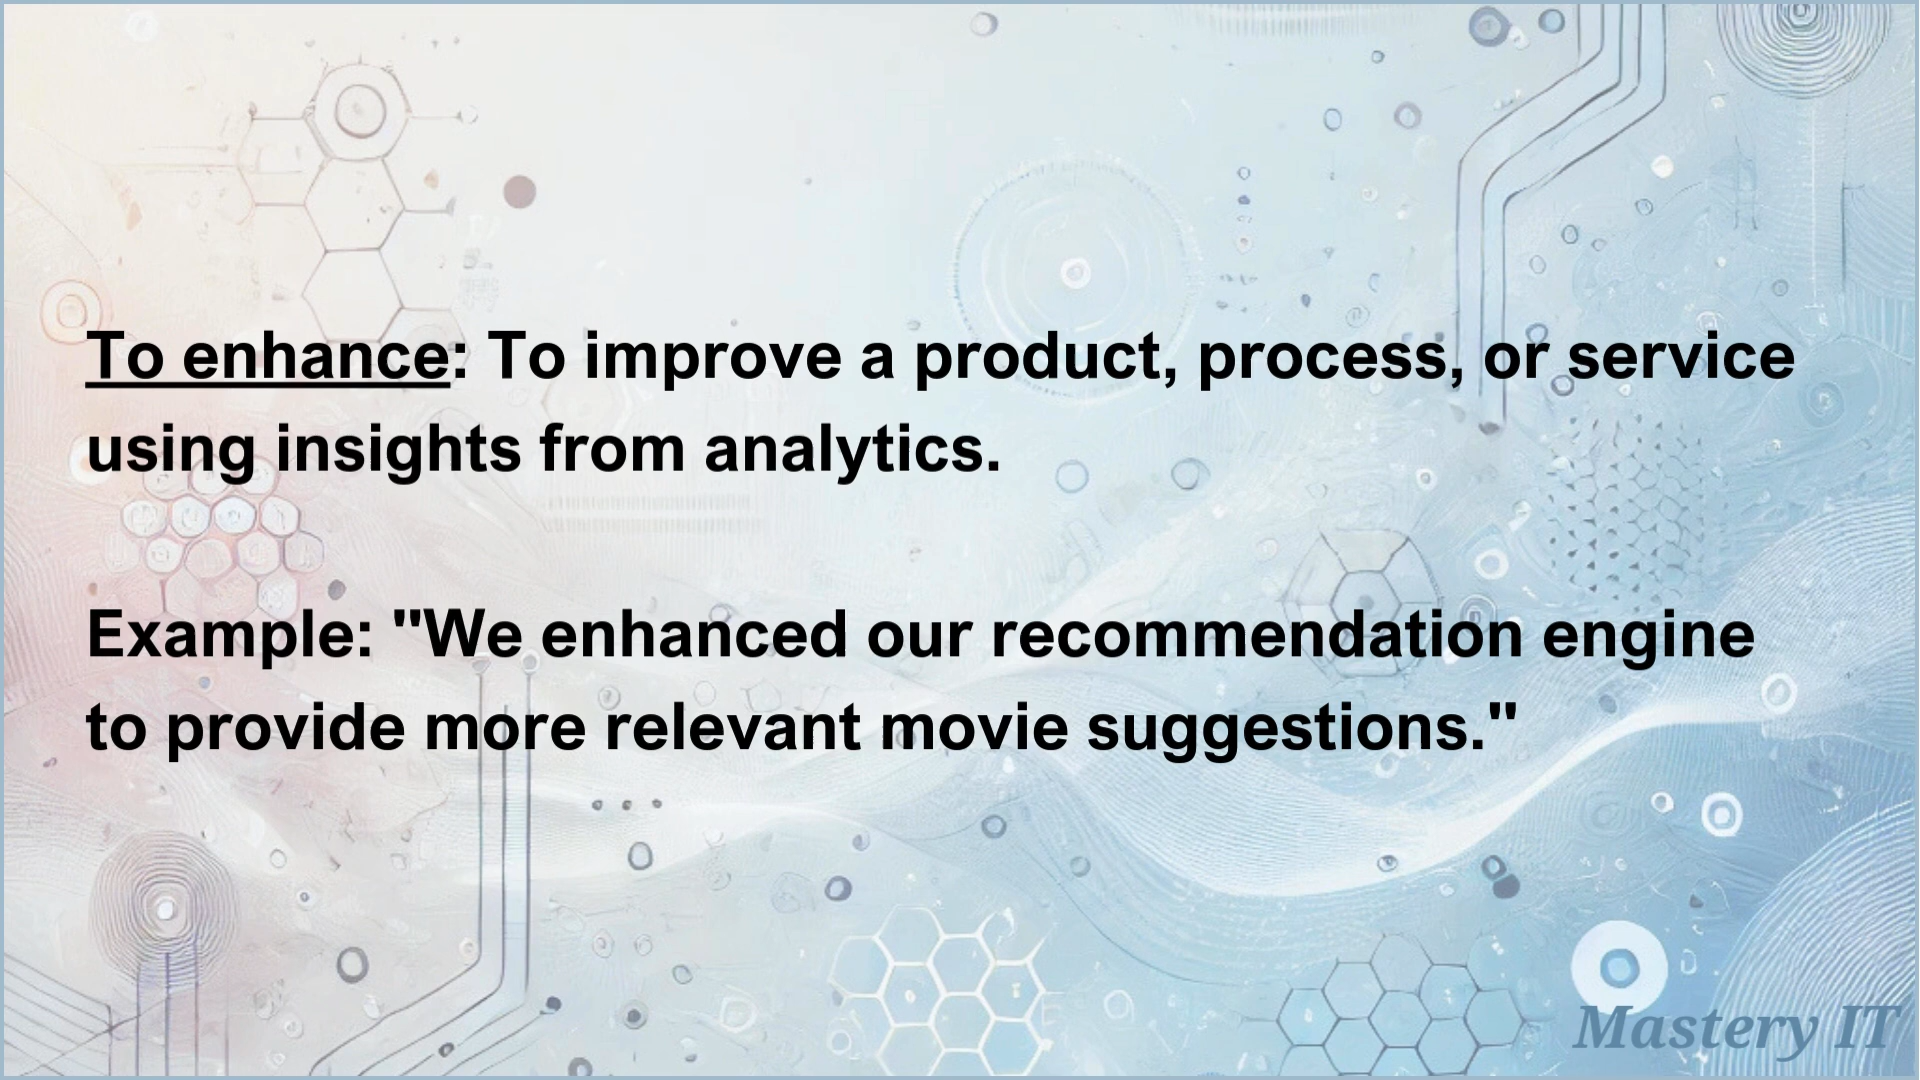 To enhance: To improve a product, process, or service
using insights from analytics.
Example: "We enhanced our recommendation engine
to provide more relevant movie suggestions."
Mastery IT